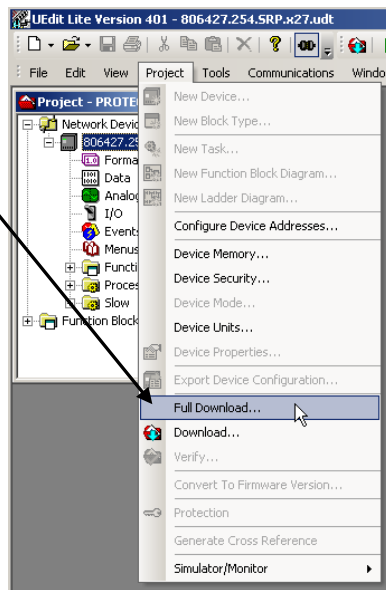 UEdit Lite Version 401 - 806427.254.SRP.x27.udt
File Edit View Project Tools Communications Windo
Project - PROTE
Network Devic
806427.25
Forma
Data
Analog
I/O
Events
Menus
Functi
Proces
Slow
Function Block
New Device...
New Block Type...
New Task...
New Function Block Diagram...
New Ladder Diagram...
Configure Device Addresses...
Device Memory...
Device Security...
Device Mode...
Device Units...
Device Properties...
Export Device Configuration...
Full Download...
Download...
Verify...
Convert To Firmware Version...
Protection
Generate Cross Reference
Simulator/Monitor